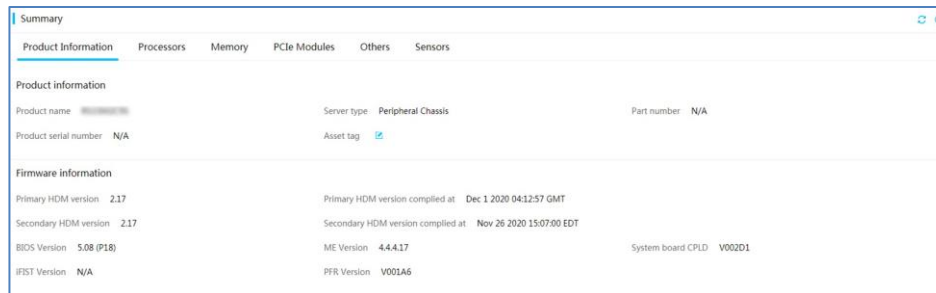 Summary
Product Information Processors Memory PCIe Modules Others Sensors
Product information
Product name Server type Peripheral Chassis Part number N/A
Product serial number N/A Asset tag
Firmware information
Primary HDM version 2.17 Primary HDM version complied at Dec 1 2020 04:12:57 GMT
Secondary HDM version 2.17 Secondary HDM version complied at Nov 26 2020 15:07:00 EDT
BIOS Version 5.08 (P18) ME Version 4.4.4.17 System board CPLD V002D1
iFIST Version N/A PFR Version V001A6